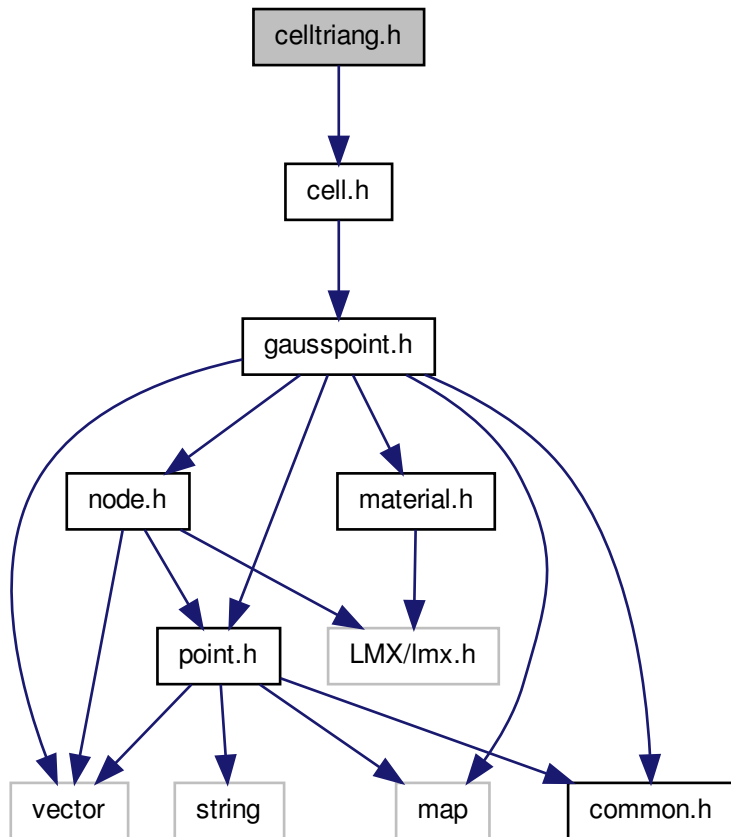 celltriang.h
cell.h
gausspoint.h
node.h
material.h
point.h
LMX/lmx.h
vector
string
map
common.h